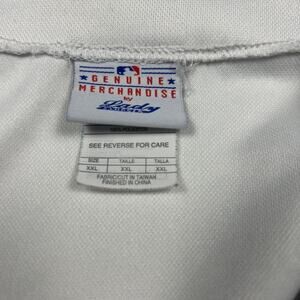 GENUINE
MERCHANDISE
by
SEE REVERSE FOR CARE
SIZE TAILLE TALLA
XXL XXL XXL
FABRIC/CUT IN TAIWAN
FINISHED IN CHINA